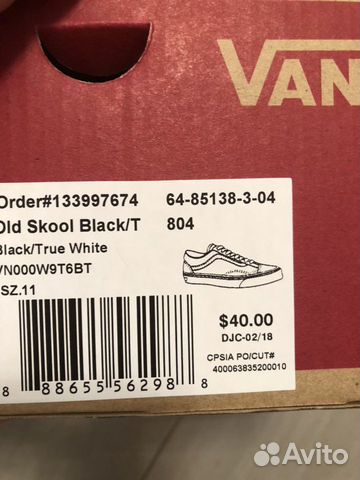 VAN
Order#133997674 64-85138-3-04
Old Skool Black/T 804
Black/True White
VN000W9T6BT
SZ.11
$40.00
DJC-02/18
CPSIA PO/CUT#
400063835200010
8 88655 56298 8
Avito